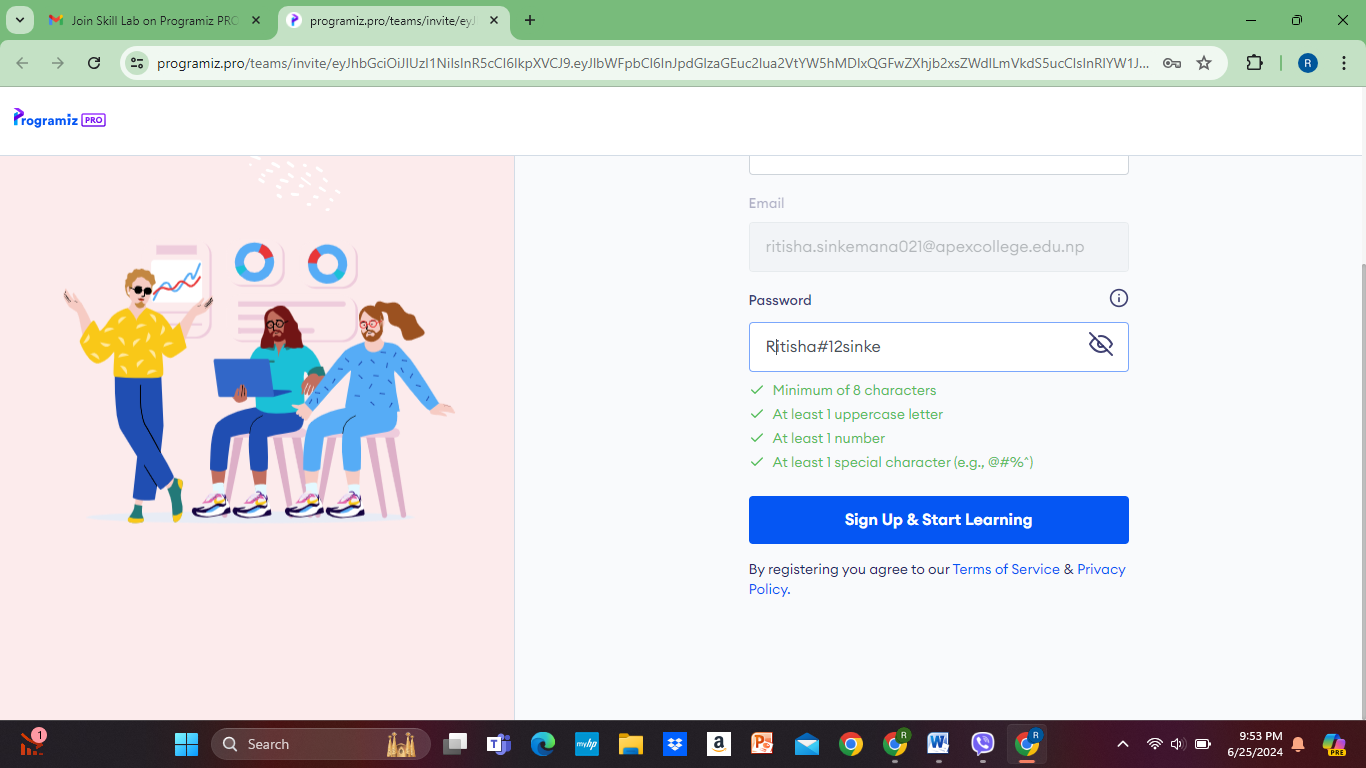 Join Skill Lab on Programiz PRO
programiz.pro/teams/invite/eyJ
programiz.pro/teams/invite/eyJhbGciOiJIUzI1NiIsInR5cCI6IkpXVCJ9.eyJlbWFpbCI6InJpdGlzaGEuc2lua2VtYW5hMDIxQGFwZXhjb2xsZWdlLmVkdS5ucCIsInRlYW1J...
R
Programiz PRO
Email
ritisha.sinkemana021@apexcollege.edu.np
Password
Ritisha#12sinke
Minimum of 8 characters
At least 1 uppercase letter
At least 1 number
At least 1 special character (e.g., @#%^)
Sign Up & Start Learning
By registering you agree to our Terms of Service & Privacy
Policy.
1
Search
myhp
a
R
R
9:53 PM
6/25/2024
PRE